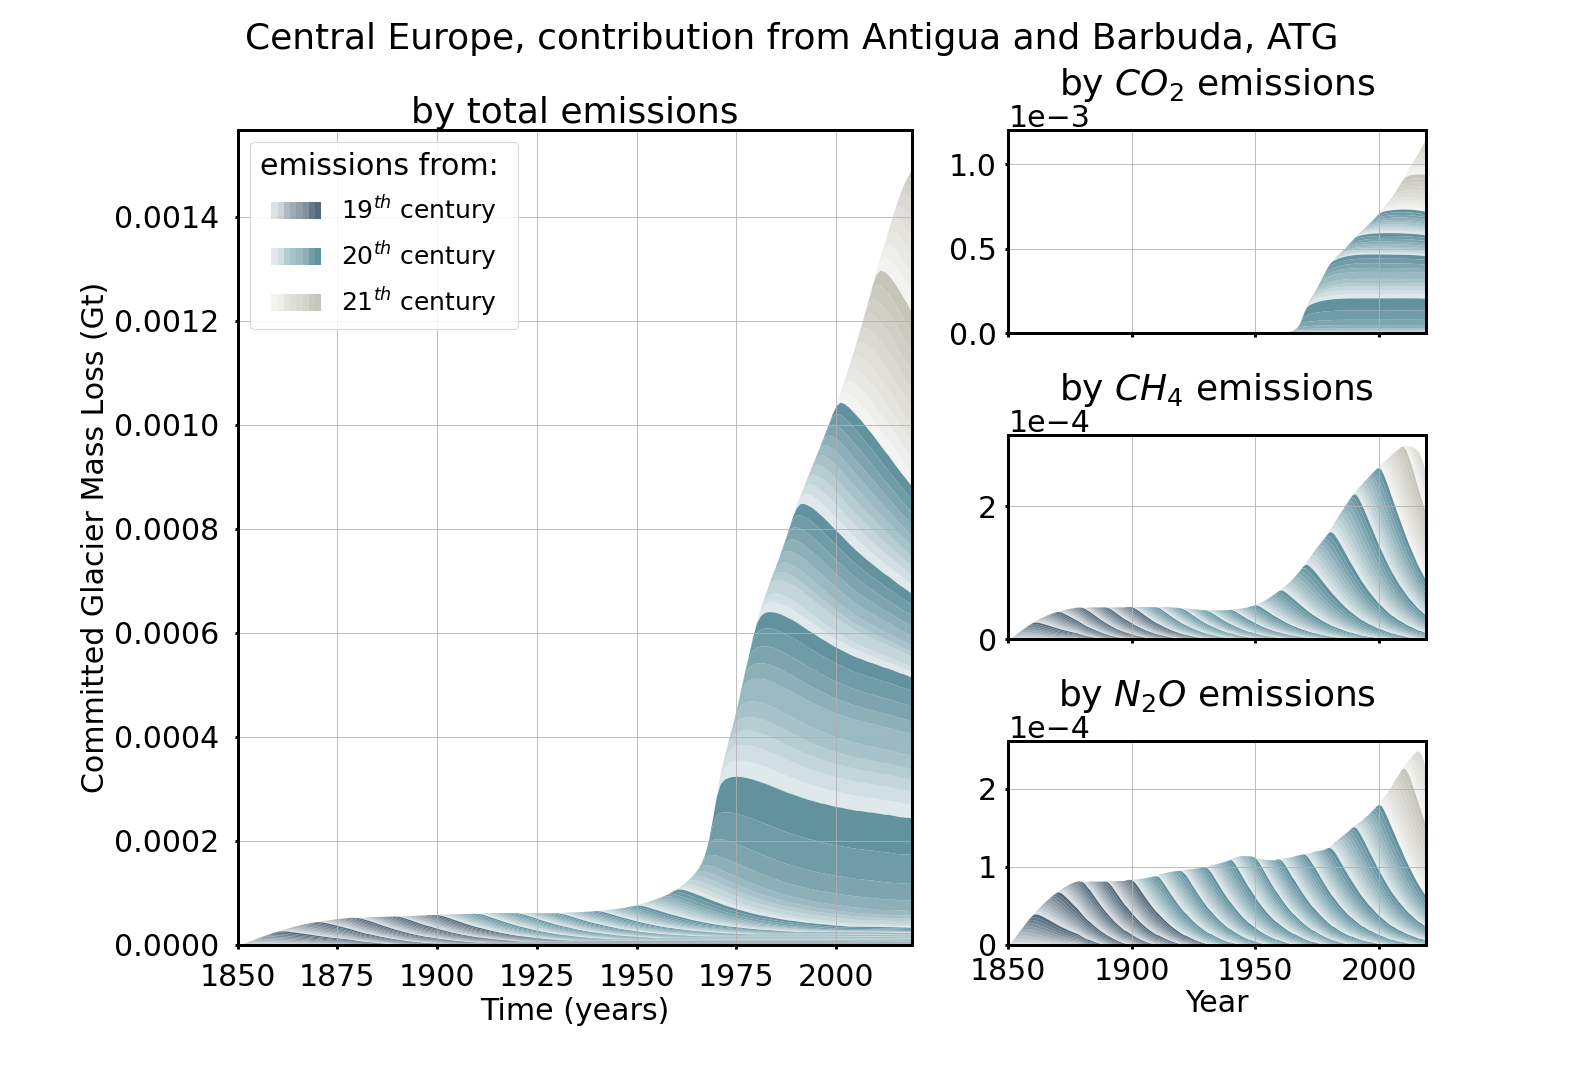 Central Europe, contribution from Antigua and Barbuda, ATG
by total emissions
emissions from:
19th century
20th century
21th century
Committed Glacier Mass Loss (Gt)
0.0014
0.0012
0.0010
0.0008
0.0006
0.0004
0.0002
0.0000
1850 1875 1900 1925 1950 1975 2000
Time (years)
by CO2 emissions
1e−3
1.0
0.5
0.0
by CH4 emissions
1e−4
2
0
by N2O emissions
1e−4
2
1
0
1850 1900 1950 2000
Year